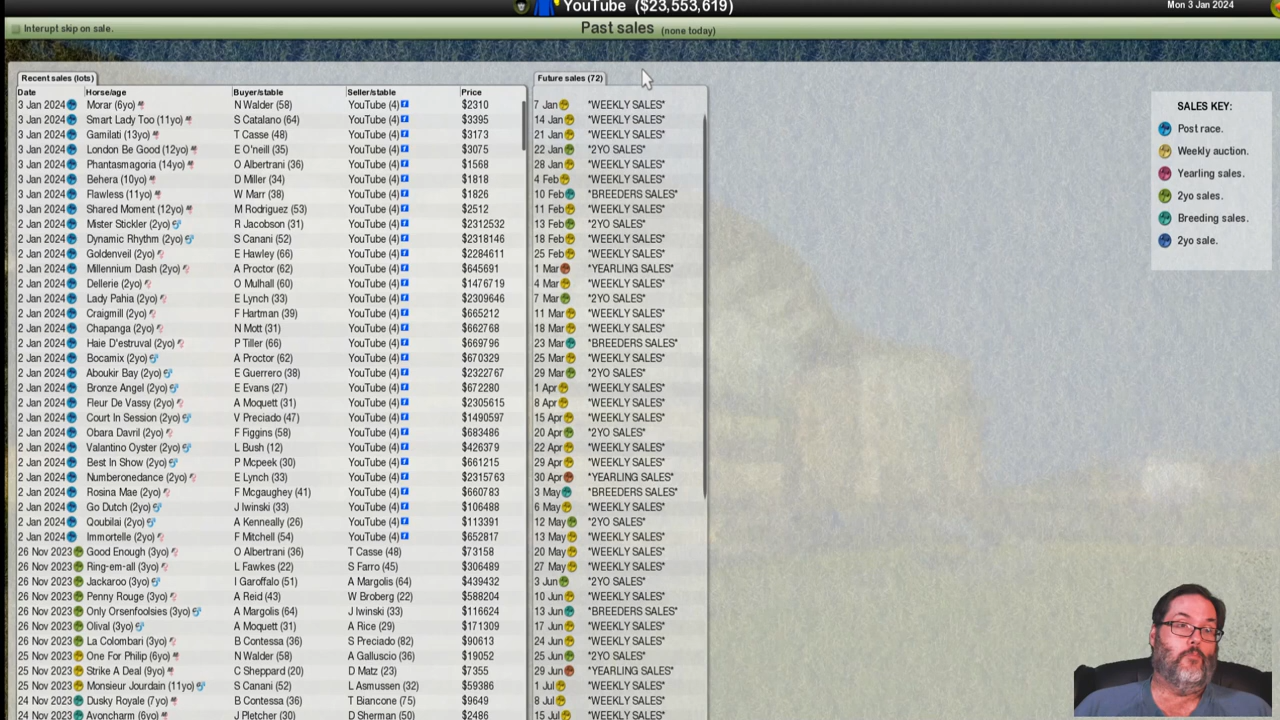 YouTube ($23,553,619)
Mon 3 Jan 2024
Interupt skip on sale.
Past sales (none today)
Recent sales (lots)
Date Horse/age Buyer/stable Seller/stable Price
3 Jan 2024 Morar (6yo) N Walder (58) YouTube (4) $2310
3 Jan 2024 Smart Lady Too (11yo) S Catalano (64) YouTube (4) $3395
3 Jan 2024 Gamilati (13yo) T Casse (48) YouTube (4) $3173
3 Jan 2024 London Be Good (12yo) E O'neill (35) YouTube (4) $3075
3 Jan 2024 Phantasmagoria (14yo) O Albertrani (36) YouTube (4) $1568
3 Jan 2024 Behera (10yo) D Miller (34) YouTube (4) $1818
3 Jan 2024 Flawless (11yo) W Marr (38) YouTube (4) $1826
3 Jan 2024 Shared Moment (12yo) M Rodriguez (53) YouTube (4) $2512
3 Jan 2024 Mister Stickler (2yo) R Jacobson (31) YouTube (4) $2312532
2 Jan 2024 Dynamic Rhythm (2yo) S Canani (52) YouTube (4) $2318146
2 Jan 2024 Goldenveil (2yo) E Hawley (66) YouTube (4) $2284611
2 Jan 2024 Millennium Dash (2yo) A Proctor (62) YouTube (4) $645691
2 Jan 2024 Dellerie (2yo) O Mulhall (60) YouTube (4) $1476719
2 Jan 2024 Lady Pahia (2yo) E Lynch (33) YouTube (4) $2309646
2 Jan 2024 Craigmill (2yo) F Hartman (39) YouTube (4) $665212
2 Jan 2024 Chapanga (2yo) N Mott (31) YouTube (4) $662768
2 Jan 2024 Haie D'estruval (2yo) P Tiller (66) YouTube (4) $669796
2 Jan 2024 Bocamix (2yo) A Proctor (62) YouTube (4) $670329
2 Jan 2024 Aboukir Bay (2yo) E Guerrero (38) YouTube (4) $2322767
2 Jan 2024 Bronze Angel (2yo) E Evans (27) YouTube (4) $672280
2 Jan 2024 Fleur De Vassy (2yo) A Moquett (31) YouTube (4) $2305615
2 Jan 2024 Court In Session (2yo) V Preciado (47) YouTube (4) $1490597
2 Jan 2024 Obara Davril (2yo) F Figgins (58) YouTube (4) $683486
2 Jan 2024 Valantino Oyster (2yo) L Bush (12) YouTube (4) $426379
2 Jan 2024 Best In Show (2yo) P Mcpeek (30) YouTube (4) $661215
2 Jan 2024 Numberonedance (2yo) E Lynch (33) YouTube (4) $2315763
2 Jan 2024 Rosina Mae (2yo) F Mcgaughey (41) YouTube (4) $660783
2 Jan 2024 Go Dutch (2yo) J Iwinski (33) YouTube (4) $106488
2 Jan 2024 Qoubilai (2yo) A Kenneally (26) YouTube (4) $113391
2 Jan 2024 Immortelle (2yo) F Mitchell (54) YouTube (4) $652817
26 Nov 2023 Good Enough (3yo) O Albertrani (36) T Casse (48) $73158
26 Nov 2023 Ring-em-all (3yo) L Fawkes (22) S Farro (45) $306489
26 Nov 2023 Jackaroo (3yo) I Garoffalo (51) A Margolis (64) $439432
26 Nov 2023 Penny Rouge (3yo) A Reid (43) W Broberg (22) $588204
26 Nov 2023 Only Orsenfoolsies (3yo) A Margolis (64) J Iwinski (33) $116624
26 Nov 2023 Olival (3yo) A Moquett (31) A Rice (29) $171309
26 Nov 2023 La Colombari (3yo) B Contessa (36) S Preciado (82) $90613
25 Nov 2023 One For Philip (6yo) N Walder (58) A Galluscio (36) $19052
25 Nov 2023 Strike A Deal (9yo) C Sheppard (20) D Matz (23) $7355
25 Nov 2023 Monsieur Jourdain (11yo) S Canani (52) L Asmussen (32) $59386
24 Nov 2023 Dusky Royale (7yo) B Contessa (36) T Biancone (75) $9649
24 Nov 2023 Avoncharm (6yo) J Pletcher (30) D Sherman (50) $2486
Future sales (72)
7 Jan *WEEKLY SALES*
14 Jan *WEEKLY SALES*
21 Jan *WEEKLY SALES*
22 Jan *2YO SALES*
28 Jan *WEEKLY SALES*
4 Feb *WEEKLY SALES*
10 Feb *BREEDERS SALES*
11 Feb *WEEKLY SALES*
13 Feb *2YO SALES*
18 Feb *WEEKLY SALES*
25 Feb *WEEKLY SALES*
1 Mar *YEARLING SALES*
4 Mar *WEEKLY SALES*
7 Mar *2YO SALES*
11 Mar *WEEKLY SALES*
18 Mar *WEEKLY SALES*
23 Mar *BREEDERS SALES*
25 Mar *WEEKLY SALES*
29 Mar *2YO SALES*
1 Apr *WEEKLY SALES*
8 Apr *WEEKLY SALES*
15 Apr *WEEKLY SALES*
20 Apr *2YO SALES*
22 Apr *WEEKLY SALES*
29 Apr *WEEKLY SALES*
30 Apr *YEARLING SALES*
3 May *BREEDERS SALES*
6 May *WEEKLY SALES*
12 May *2YO SALES*
13 May *WEEKLY SALES*
20 May *WEEKLY SALES*
27 May *WEEKLY SALES*
3 Jun *2YO SALES*
10 Jun *WEEKLY SALES*
13 Jun *BREEDERS SALES*
17 Jun *WEEKLY SALES*
24 Jun *WEEKLY SALES*
25 Jun *2YO SALES*
29 Jun *YEARLING SALES*
1 Jul *WEEKLY SALES*
8 Jul *WEEKLY SALES*
15 Jul *WEEKLY SALES*
SALES KEY:
Post race.
Weekly auction.
Yearling sales.
2yo sales.
Breeding sales.
2yo sale.